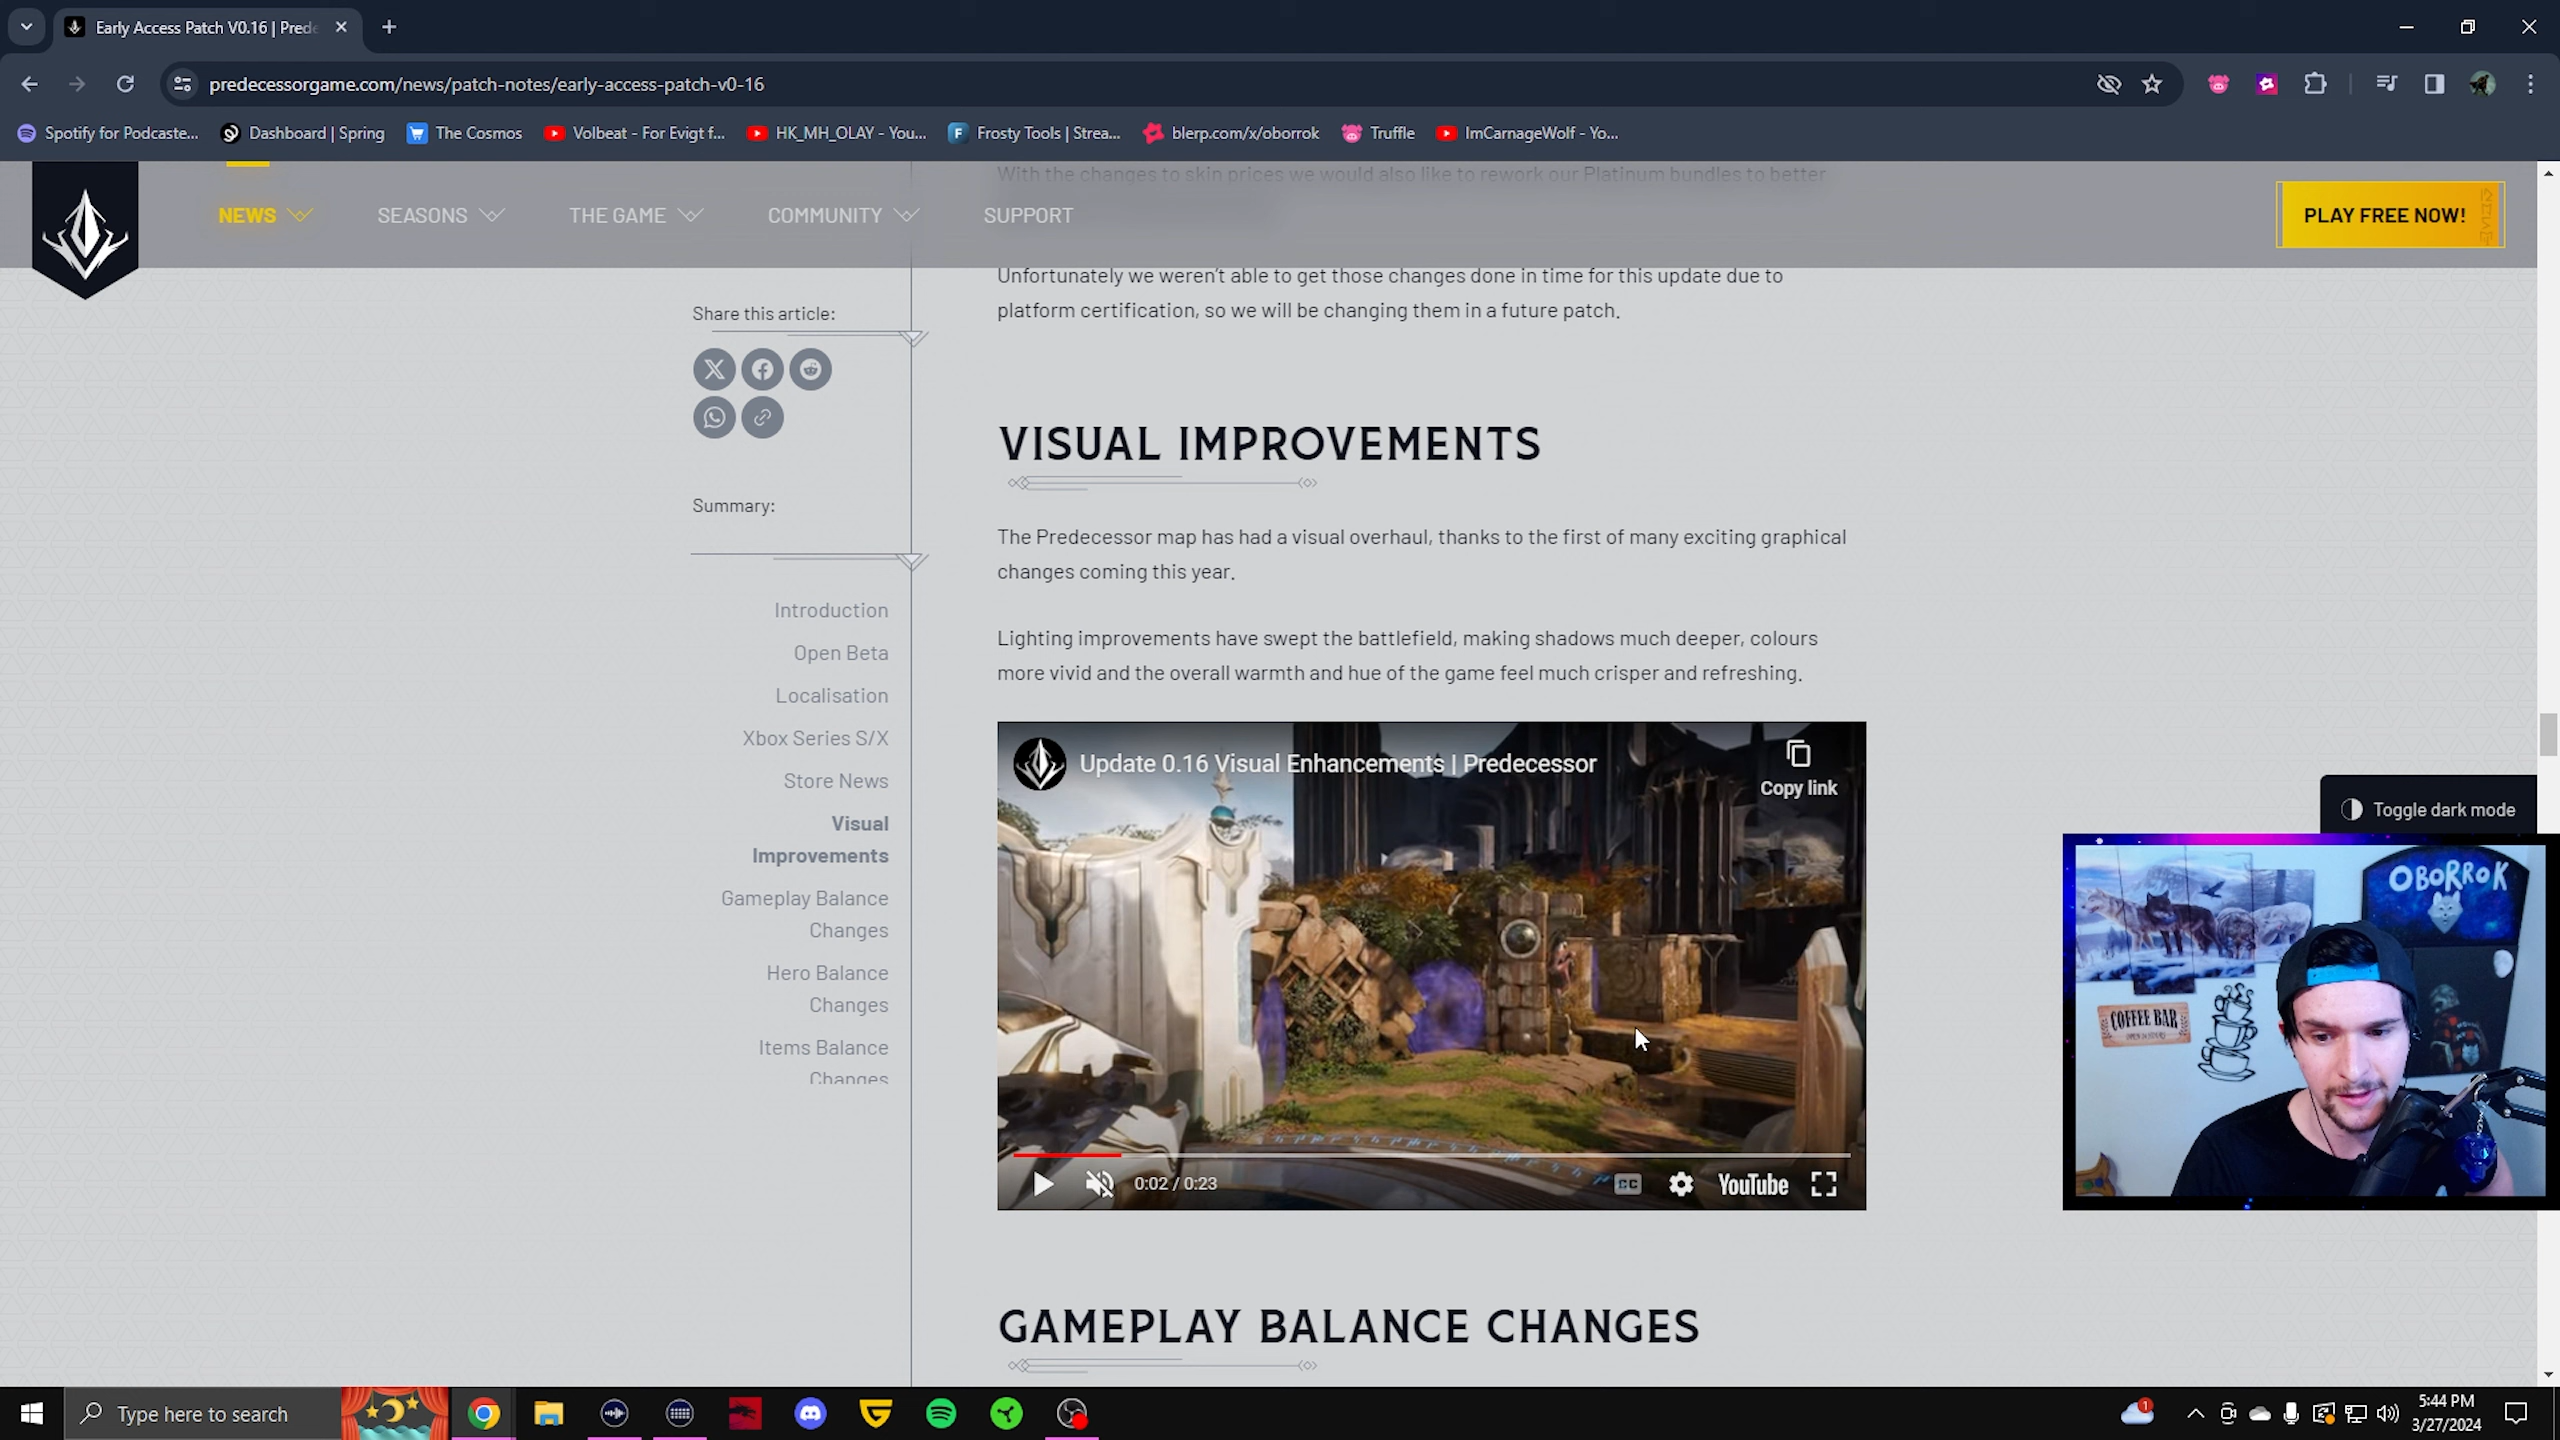 Early Access Patch V0.16 | Prede
predecessorgame.com/news/patch-notes/early-access-patch-v0-16
Spotify for Podcaste...
Dashboard | Spring
The Cosmos
Volbeat - For Evigt f...
HK_MH_OLAY - You...
Frosty Tools | Strea...
blerp.com/x/oborrok
Truffle
ImCarnageWolf - Yo...
With the changes to skin prices we would also like to rework our Platinum bundles to better
NEWS
SEASONS
THE GAME
COMMUNITY
SUPPORT
PLAY FREE NOW!
Unfortunately we weren't able to get those changes done in time for this update due to
platform certification, so we will be changing them in a future patch.
Share this article:
Summary:
Introduction
Open Beta
Localisation
Xbox Series S/X
Store News
Visual
Improvements
Gameplay Balance
Changes
Hero Balance
Changes
Items Balance
Changes
VISUAL IMPROVEMENTS
The Predecessor map has had a visual overhaul, thanks to the first of many exciting graphical
changes coming this year.
Lighting improvements have swept the battlefield, making shadows much deeper, colours
more vivid and the overall warmth and hue of the game feel much crisper and refreshing.
Update 0.16 Visual Enhancements | Predecessor
Copy link
0:02 / 0:23
CC
YouTube
Toggle dark mode
OBORROK
COFFEE BAR
GAMEPLAY BALANCE CHANGES
Type here to search
1
5:44 PM
3/27/2024